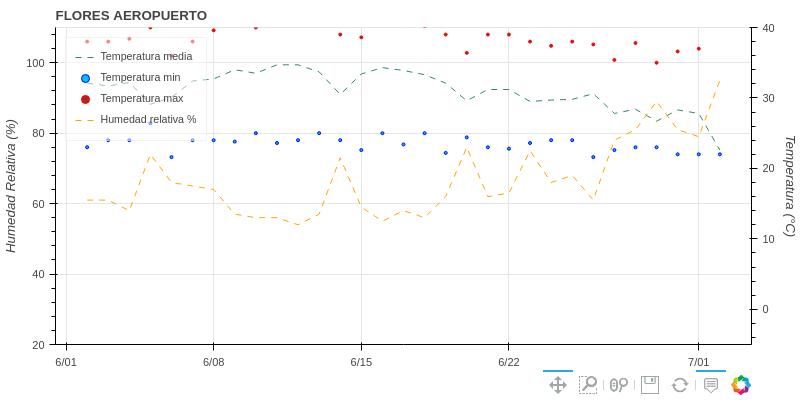 FLORES AEROPUERTO
Temperatura media
Temperatura min
Temperatura máx
Humedad relativa %
Humedad Relativa (%)
100
80
60
40
20
Temperatura (°C)
40
30
20
10
0
6/01
6/08
6/15
6/22
7/01